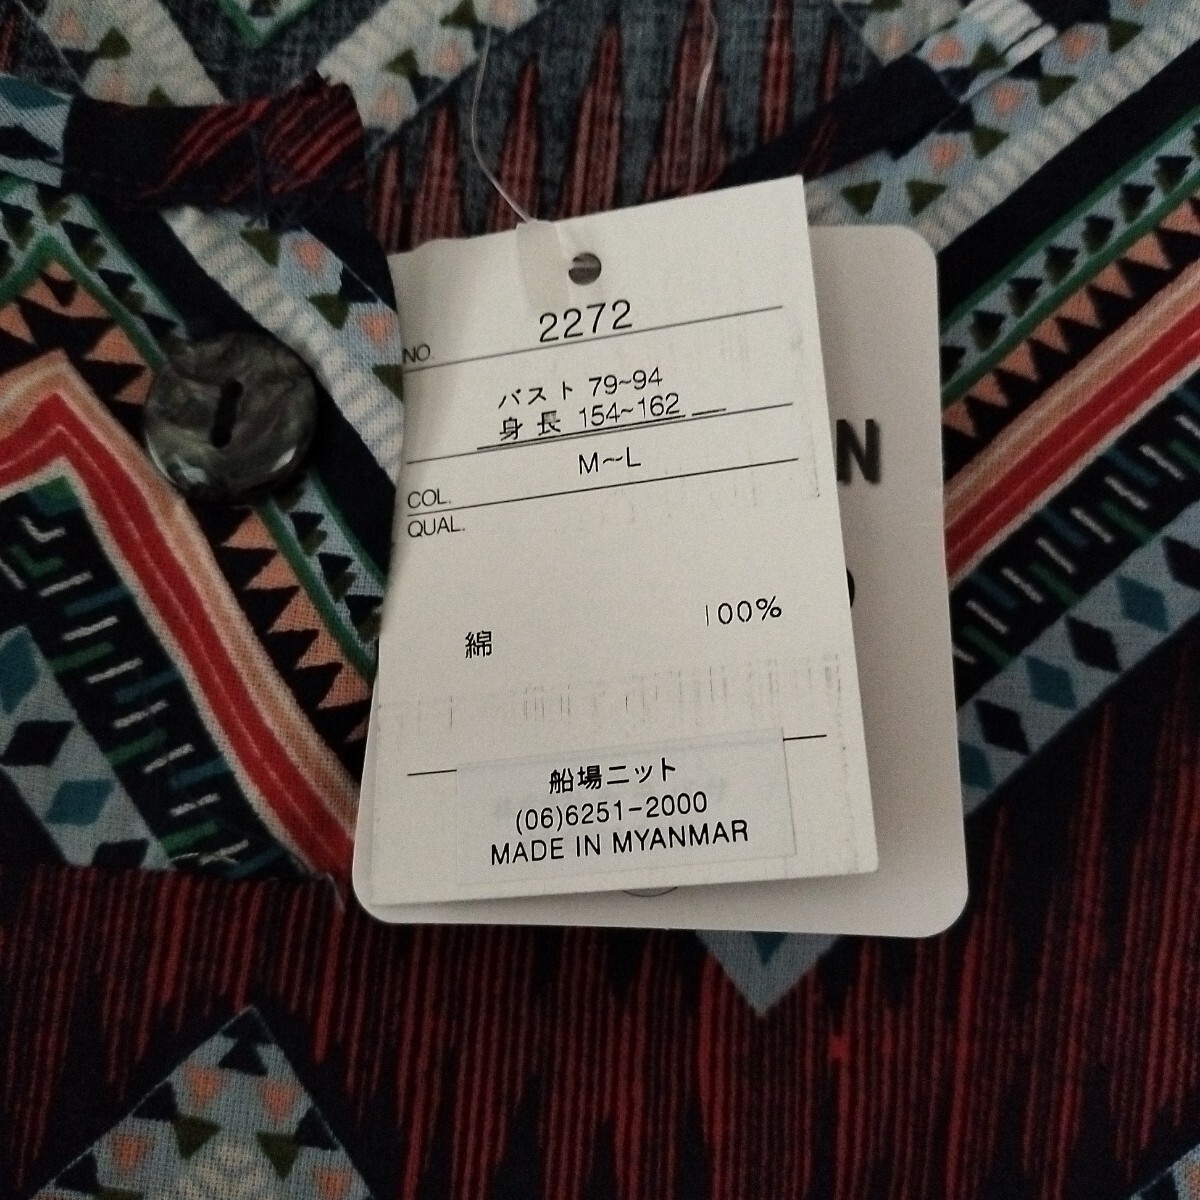 NO. 2272
バスト 79~94
身長 154~162
M~L
COL.
QUAL.
綿 100%
船場ニット
(06)6251-2000
MADE IN MYANMAR
N